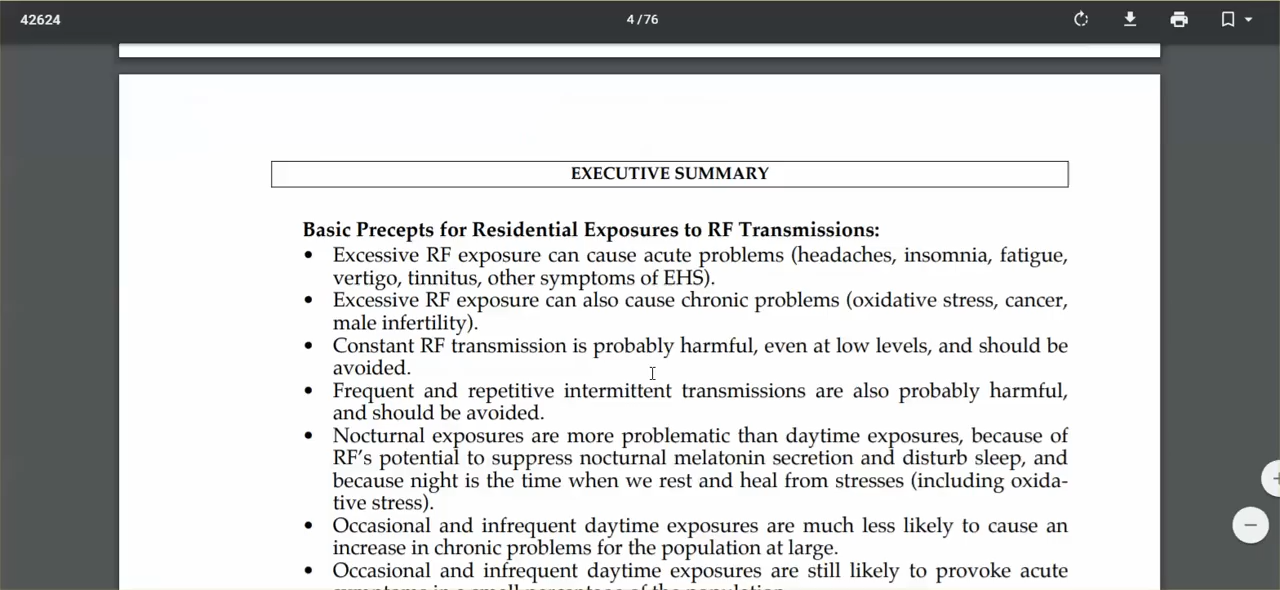 42624
4 / 76
EXECUTIVE SUMMARY
Basic Precepts for Residential Exposures to RF Transmissions:
• Excessive RF exposure can cause acute problems (headaches, insomnia, fatigue,
vertigo, tinnitus, other symptoms of EHS).
• Excessive RF exposure can also cause chronic problems (oxidative stress, cancer,
male infertility).
• Constant RF transmission is probably harmful, even at low levels, and should be
avoided.
• Frequent and repetitive intermittent transmissions are also probably harmful,
and should be avoided.
• Nocturnal exposures are more problematic than daytime exposures, because of
RF’s potential to suppress nocturnal melatonin secretion and disturb sleep, and
because night is the time when we rest and heal from stresses (including oxida-
tive stress).
• Occasional and infrequent daytime exposures are much less likely to cause an
increase in chronic problems for the population at large.
• Occasional and infrequent daytime exposures are still likely to provoke acute
symptoms in a small percentage of the population.